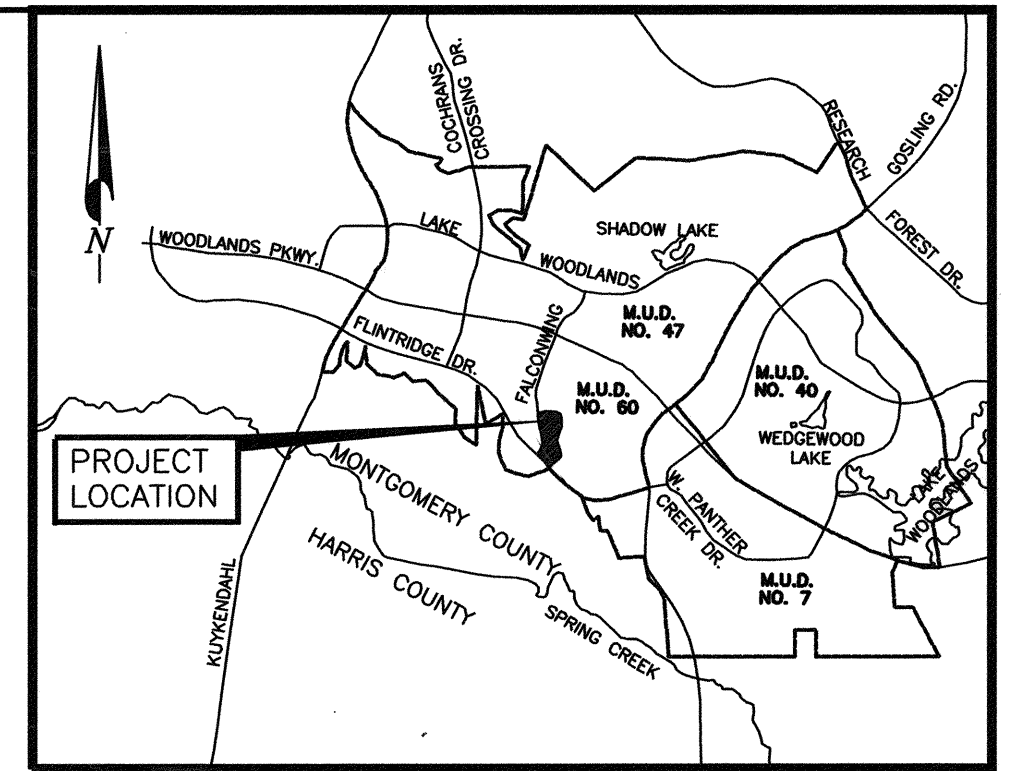 COCHRANS
CROSSING DR.
RESEARCH
GOSLING RD.
FOREST DR.
N
WOODLANDS PKWY.
LAKE
WOODLANDS
SHADOW LAKE
FLINTRIDGE DR.
FALCONWING
M.U.D.
NO. 47
M.U.D.
NO. 60
M.U.D.
NO. 40
WEDGEWOOD
LAKE
LAKE
WOODLANDS
PROJECT
LOCATION
MONTGOMERY COUNTY
HARRIS COUNTY
W. PANTHER
CREEK DR.
M.U.D.
NO. 7
KUYKENDAHL
SPRING CREEK